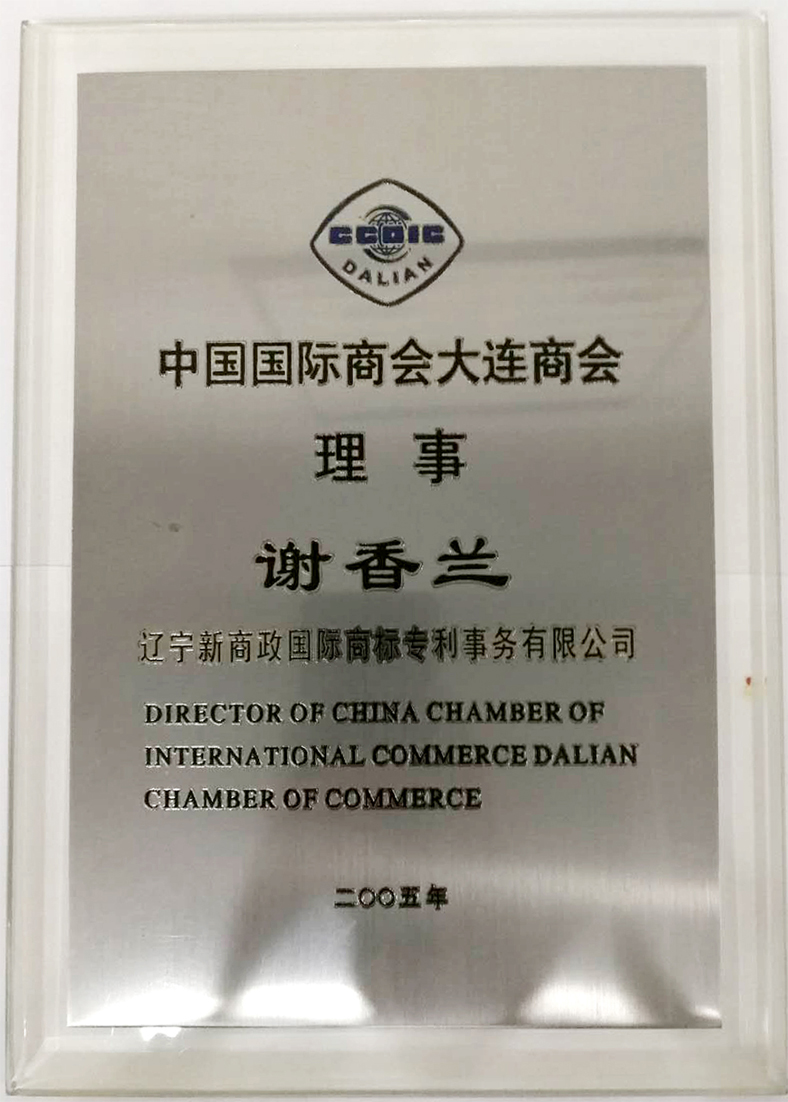 CCOIC
DALIAN
中国国际商会大连商会
理事
谢香兰
辽宁新商政国际商标专利事务有限公司
DIRECTOR OF CHINA CHAMBER OF
INTERNATIONAL COMMERCE DALIAN
CHAMBER OF COMMERCE
二〇〇五年